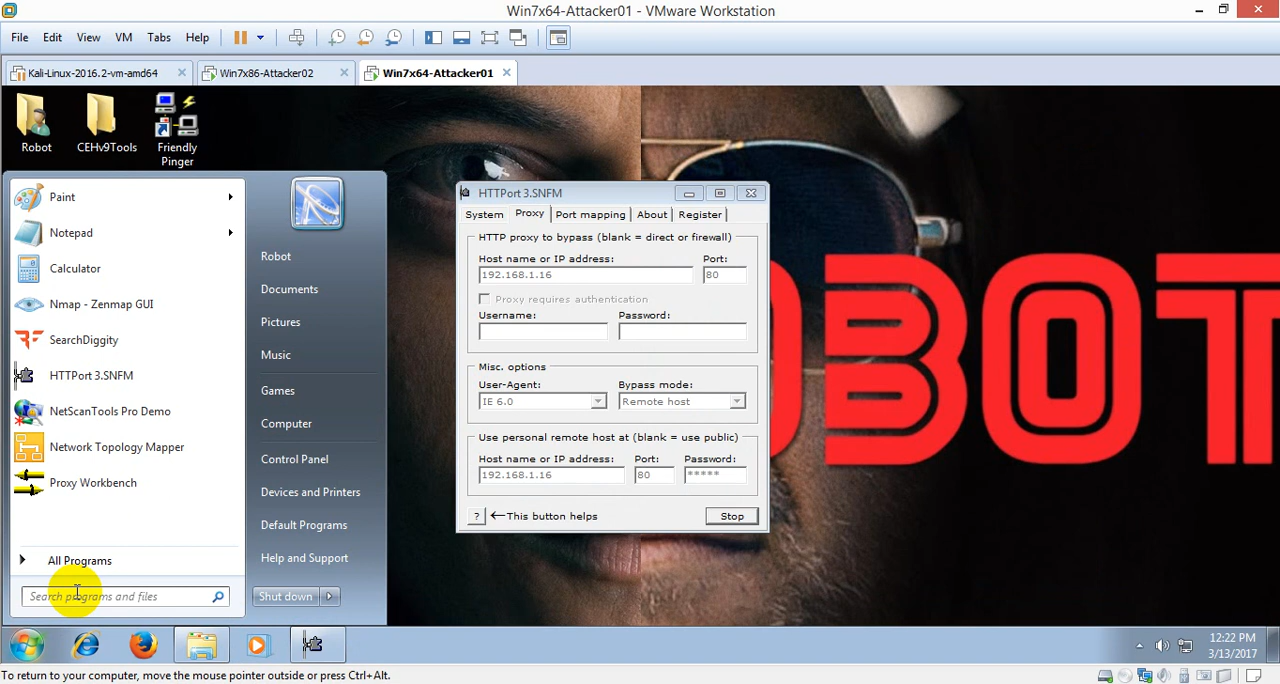 Win7x64-Attacker01 - VMware Workstation
File Edit View VM Tabs Help
Kali-Linux-2016.2-vm-amd64 Win7x86-Attacker02 Win7x64-Attacker01
Robot
CEHv9Tools
Friendly
Pinger
Paint
Notepad
Calculator
Nmap - Zenmap GUI
SearchDiggity
HTTPort 3.SNFM
NetScanTools Pro Demo
Network Topology Mapper
Proxy Workbench
All Programs
Search programs and files
Robot
Documents
Pictures
Music
Games
Computer
Control Panel
Devices and Printers
Default Programs
Help and Support
Shut down
HTTPort 3.SNFM
System Proxy Port mapping About Register
HTTP proxy to bypass (blank = direct or firewall)
Host name or IP address: Port:
192.168.1.16 80
Proxy requires authentication
Username: Password:
Misc. options
User-Agent: Bypass mode:
IE 6.0 Remote host
Use personal remote host at (blank = use public)
Host name or IP address: Port: Password:
192.168.1.16 80 *****
? ←This button helps Stop
OBOT
12:22 PM
3/13/2017
To return to your computer, move the mouse pointer outside or press Ctrl+Alt.